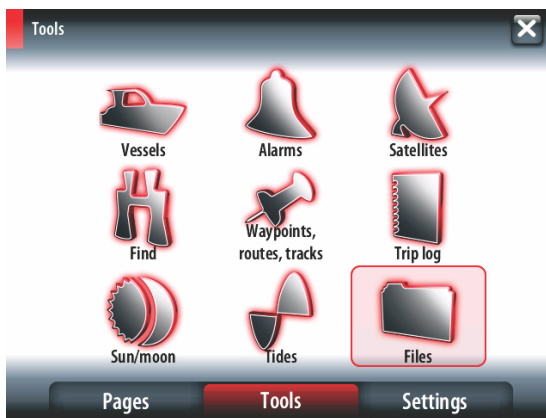 Tools
Vessels
Alarms
Satellites
Find
Waypoints,
routes, tracks
Trip log
Sun/moon
Tides
Files
Pages
Tools
Settings